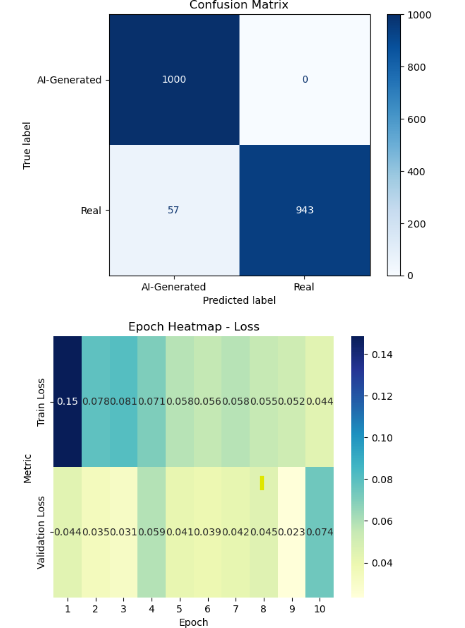 Confusion Matrix
1000
AI-Generated
1000
0
800
True label
600
400
Real
57
943
200
0
AI-Generated
Real
Predicted label
Epoch Heatmap - Loss
0.14
Train Loss
0.15 0.078 0.081 0.071 0.058 0.056 0.058 0.055 0.052 0.044
0.12
0.10
Metric
0.08
Validation Loss
0.044 0.035 0.031 0.059 0.041 0.039 0.042 0.045 0.023 0.074
0.06
0.04
1 2 3 4 5 6 7 8 9 10
Epoch